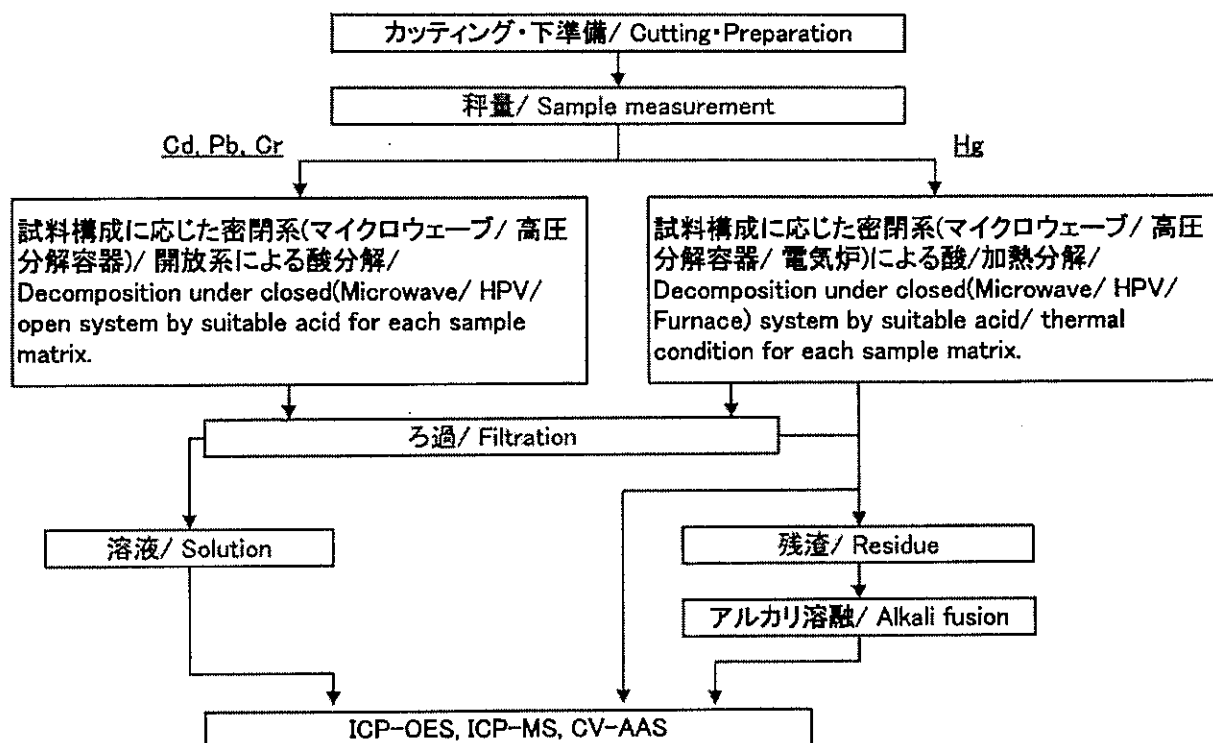 カッティング・下準備/ Cutting・Preparation
秤量/ Sample measurement
Cd, Pb, Cr
Hg
試料構成に応じた密閉系(マイクロウェーブ/ 高圧
分解容器)/ 開放系による酸分解/
Decomposition under closed(Microwave/ HPV/
open system by suitable acid for each sample
matrix.
試料構成に応じた密閉系(マイクロウェーブ/ 高圧
分解容器/ 電気炉)による酸/加熱分解/
Decomposition under closed(Microwave/ HPV/
Furnace) system by suitable acid/ thermal
condition for each sample matrix.
ろ過/ Filtration
溶液/ Solution
残渣/ Residue
アルカリ溶融/ Alkali fusion
ICP-OES, ICP-MS, CV-AAS